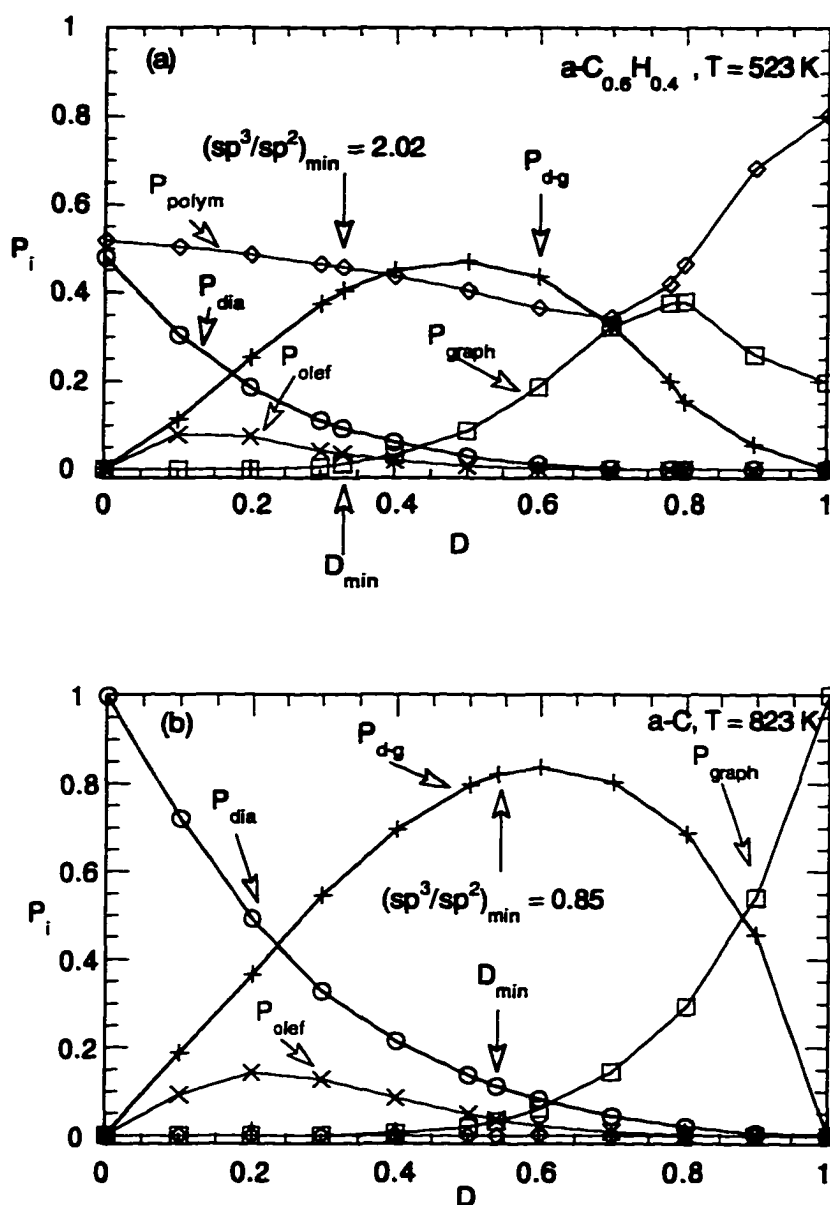 1
(a)
a-C0.6H0.4 , T = 523 K
0.8
(sp3/sp2)min = 2.02
Pd-g
0.6
Ppolym
Pi
0.4
Pdia
Polef
Pgraph
0.2
0
0 0.2 0.4 0.6 0.8 1
Dmin
D
1
(b)
a-C, T = 823 K
Pd-g
Pgraph
0.8
Pdia
0.6
(sp3/sp2)min = 0.85
Pi
0.4
Dmin
Polef
0.2
0
0 0.2 0.4 0.6 0.8 1
D